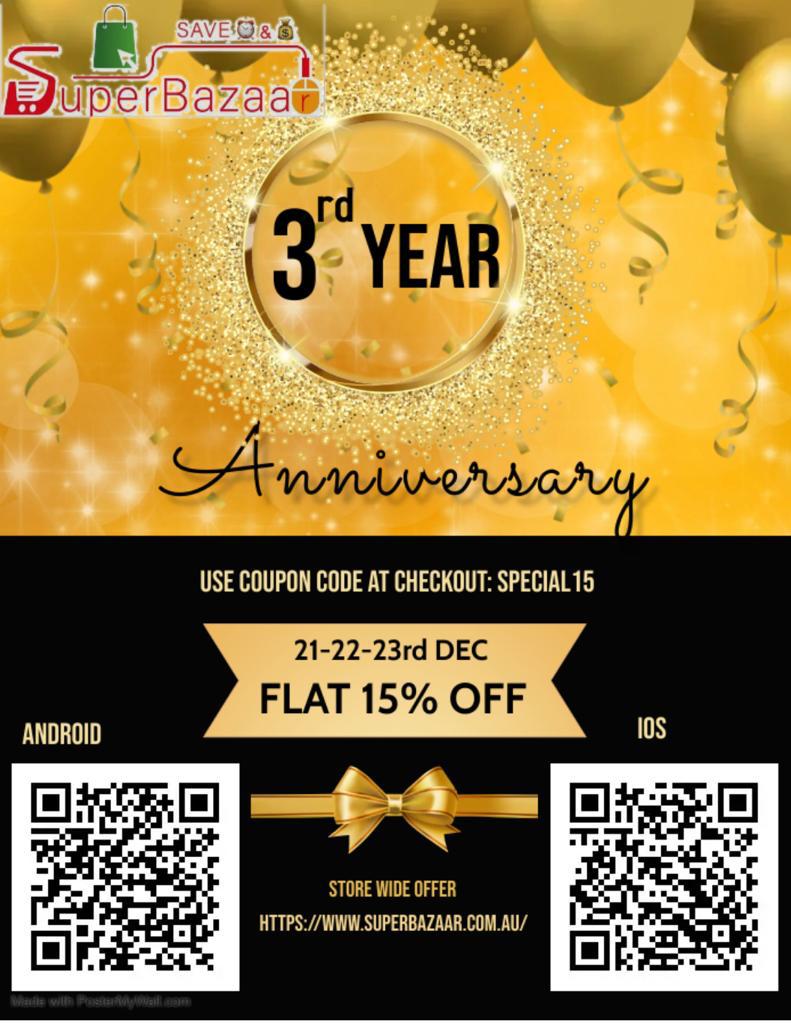 SAVE &
SuperBazaar
3rd YEAR
Anniversary
USE COUPON CODE AT CHECKOUT: SPECIAL15
21-22-23rd DEC
FLAT 15% OFF
ANDROID
IOS
STORE WIDE OFFER
HTTPS://WWW.SUPERBAZAAR.COM.AU/
Made with PosterMyWall.com